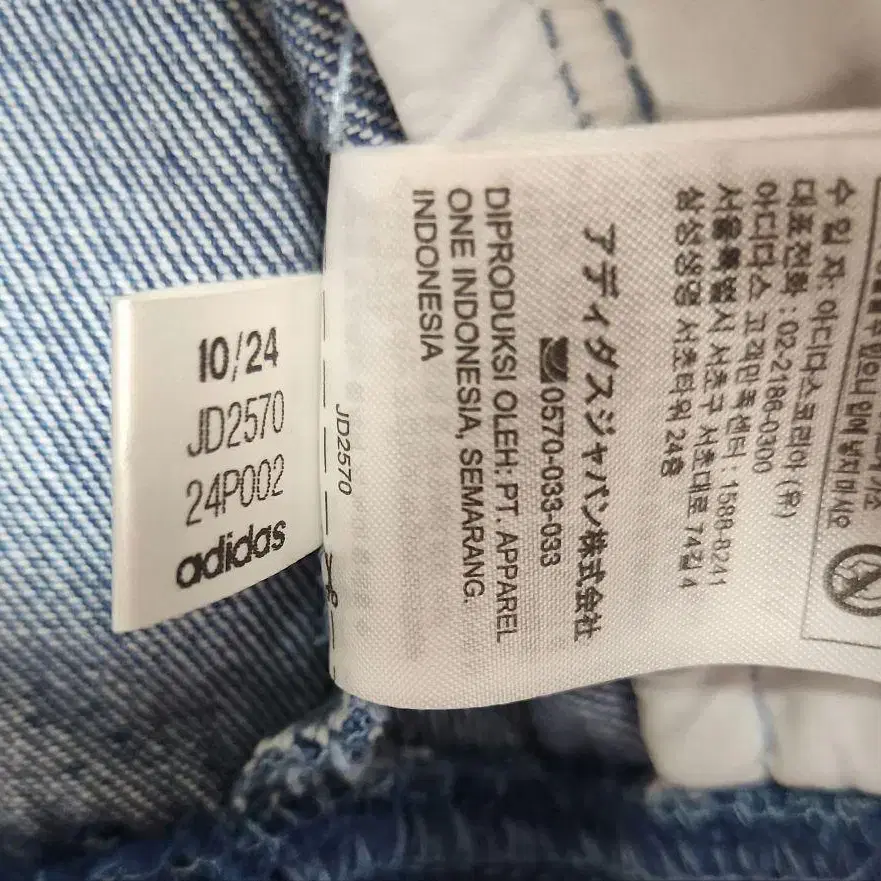 10/24
JD2570
24P002
adidas
JD2570
수입자: 아디다스코리아 (유)
대표전화 : 02-2186-0300
아디다스 고객만족센터 : 1588-8241
서울특별시 서초구 서초대로 74길 4
삼성생명 서초타워 24층
アディダスジャパン株式会社
0570-033-033
DIPRODUKSI OLEH: PT. APPAREL
ONE INDONESIA, SEMARANG.
INDONESIA